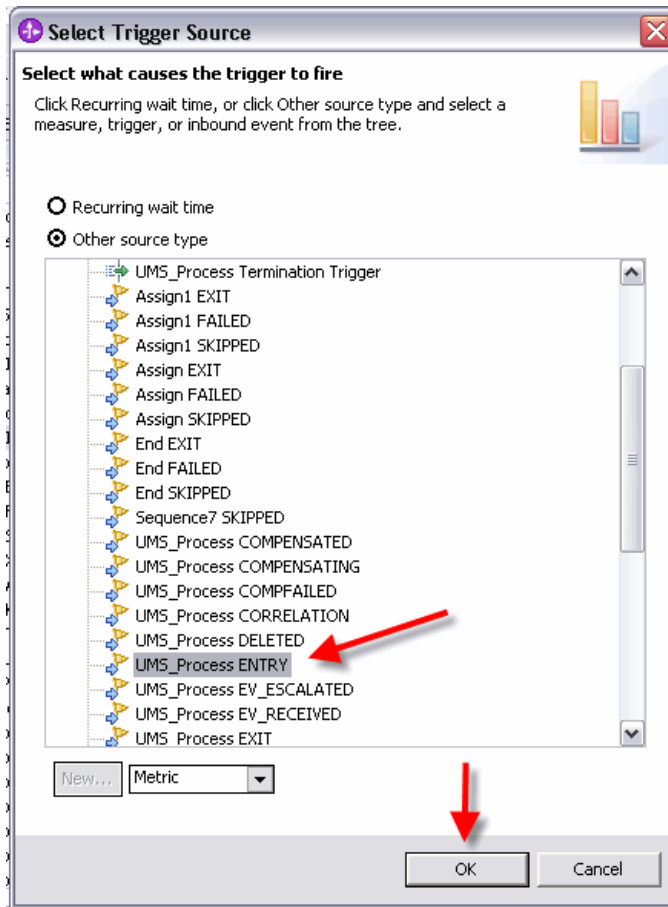 Select Trigger Source
Select what causes the trigger to fire
Click Recurring wait time, or click Other source type and select a
measure, trigger, or inbound event from the tree.
Recurring wait time
Other source type
UMS_Process Termination Trigger
Assign1 EXIT
Assign1 FAILED
Assign1 SKIPPED
Assign EXIT
Assign FAILED
Assign SKIPPED
End EXIT
End FAILED
End SKIPPED
Sequence7 SKIPPED
UMS_Process COMPENSATED
UMS_Process COMPENSATING
UMS_Process COMPFAILED
UMS_Process CORRELATION
UMS_Process DELETED
UMS_Process ENTRY
UMS_Process EV_ESCALATED
UMS_Process EV_RECEIVED
UMS_Process EXIT
New... Metric
OK Cancel